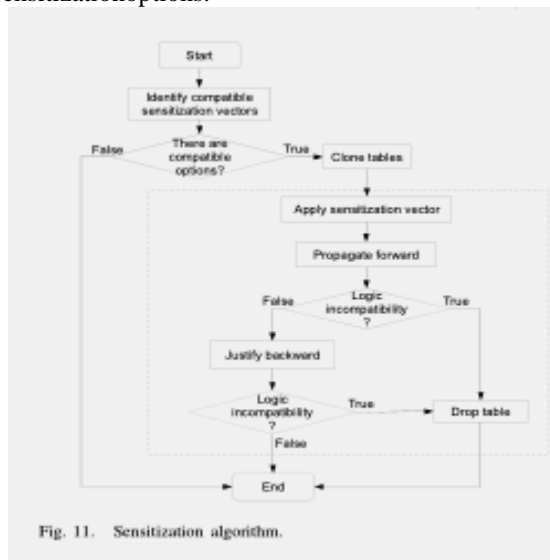 sensitizationoptions.
Start
Identify compatible
sensitization vectors
False
There are
compatible
options?
True
Clone tables
Apply sensitization vector
Propagate forward
False
Logic
incompatibility
?
True
Justify backward
Logic
incompatibility
?
True
Drop table
False
End
Fig. 11. Sensitization algorithm.